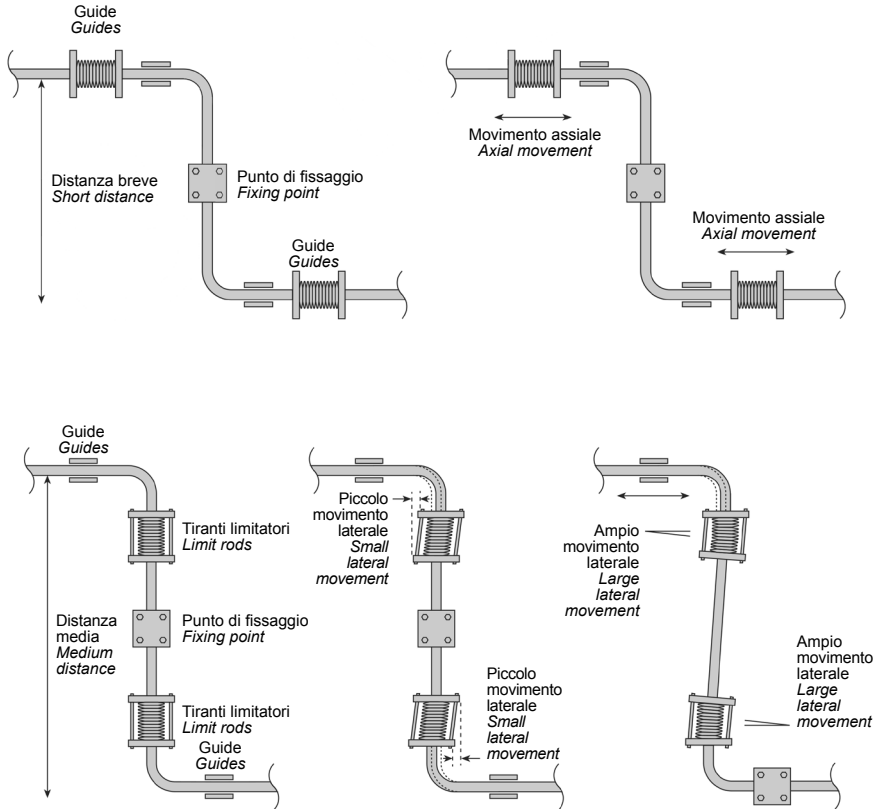 Guide
Guides
Distanza breve
Short distance
Punto di fissaggio
Fixing point
Guide
Guides
Movimento assiale
Axial movement
Movimento assiale
Axial movement
Guide
Guides
Tiranti limitatori
Limit rods
Distanza
media
Medium
distance
Punto di fissaggio
Fixing point
Tiranti limitatori
Limit rods
Guide
Guides
Piccolo
movimento
laterale
Small
lateral
movement
Piccolo
movimento
laterale
Small
lateral
movement
Ampio
movimento
laterale
Large
lateral
movement
Ampio
movimento
laterale
Large
lateral
movement